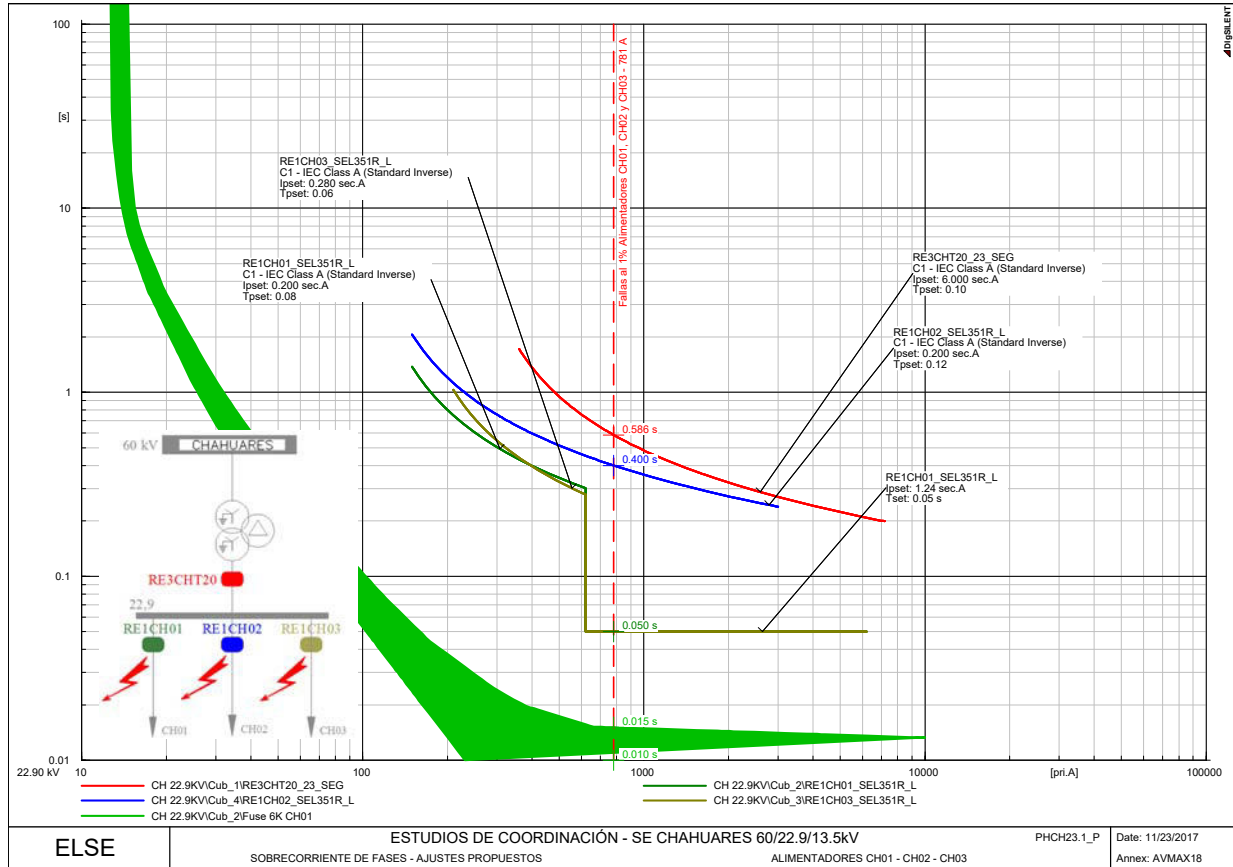 DIgSILENT
100
10
1
0.1
0.01
[s]
22.90 kV
10
100
1000
10000
100000
[pri.A]
Fallas al 1% Alimentadores CH01, CH02 y CH03 - 781 A
RE1CH03_SEL351R_L
C1 - IEC Class A (Standard Inverse)
Ipset: 0.280 sec.A
Tpset: 0.06
RE1CH01_SEL351R_L
C1 - IEC Class A (Standard Inverse)
Ipset: 0.200 sec.A
Tpset: 0.08
RE3CHT20_23_SEG
C1 - IEC Class A (Standard Inverse)
Ipset: 6.000 sec.A
Tpset: 0.10
RE1CH02_SEL351R_L
C1 - IEC Class A (Standard Inverse)
Ipset: 0.200 sec.A
Tpset: 0.12
RE1CH01_SEL351R_L
Ipset: 1.24 sec.A
Tset: 0.05 s
0.586 s
0.400 s
0.050 s
0.015 s
0.010 s
60 kV
CHAHUARES
RE3CHT20
22,9
RE1CH01 RE1CH02 RE1CH03
CH01 CH02 CH03
CH 22.9KV\Cub_1\RE3CHT20_23_SEG
CH 22.9KV\Cub_2\RE1CH01_SEL351R_L
CH 22.9KV\Cub_4\RE1CH02_SEL351R_L
CH 22.9KV\Cub_3\RE1CH03_SEL351R_L
CH 22.9KV\Cub_2\Fuse 6K CH01
ELSE
ESTUDIOS DE COORDINACIÓN - SE CHAHUARES 60/22.9/13.5kV
SOBRECORRIENTE DE FASES - AJUSTES PROPUESTOS
ALIMENTADORES CH01 - CH02 - CH03
PHCH23.1_P
Date: 11/23/2017
Annex: AVMAX18